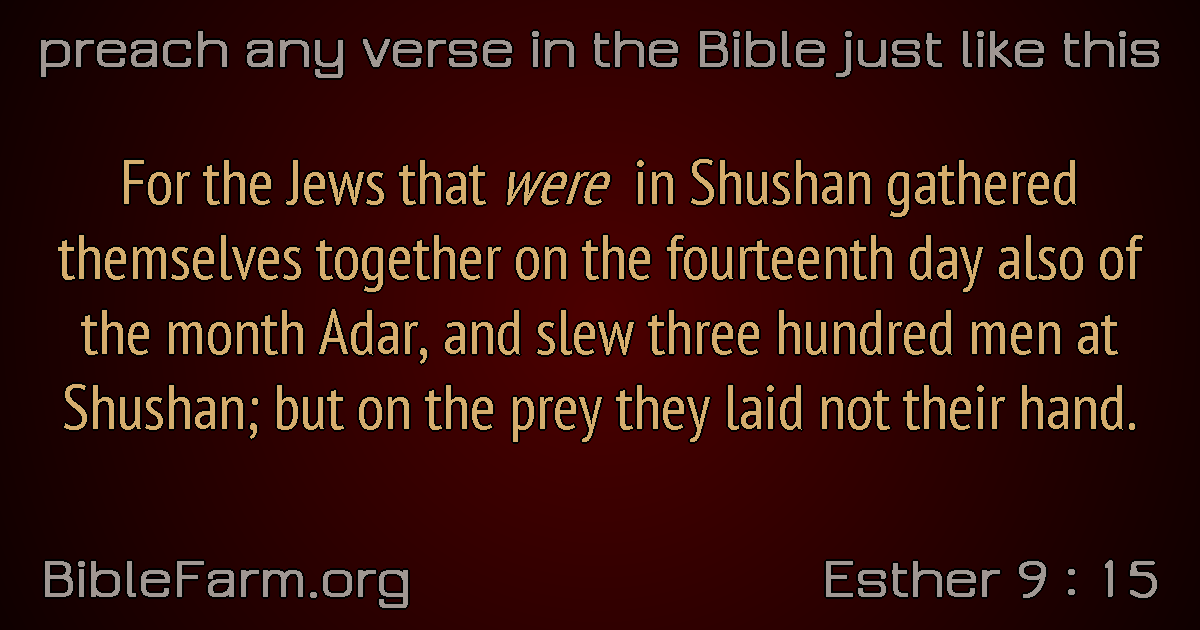 preach any verse in the Bible just like this
For the Jews that were in Shushan gathered
themselves together on the fourteenth day also of
the month Adar, and slew three hundred men at
Shushan; but on the prey they laid not their hand.
BibleFarm.org
Esther 9 : 15